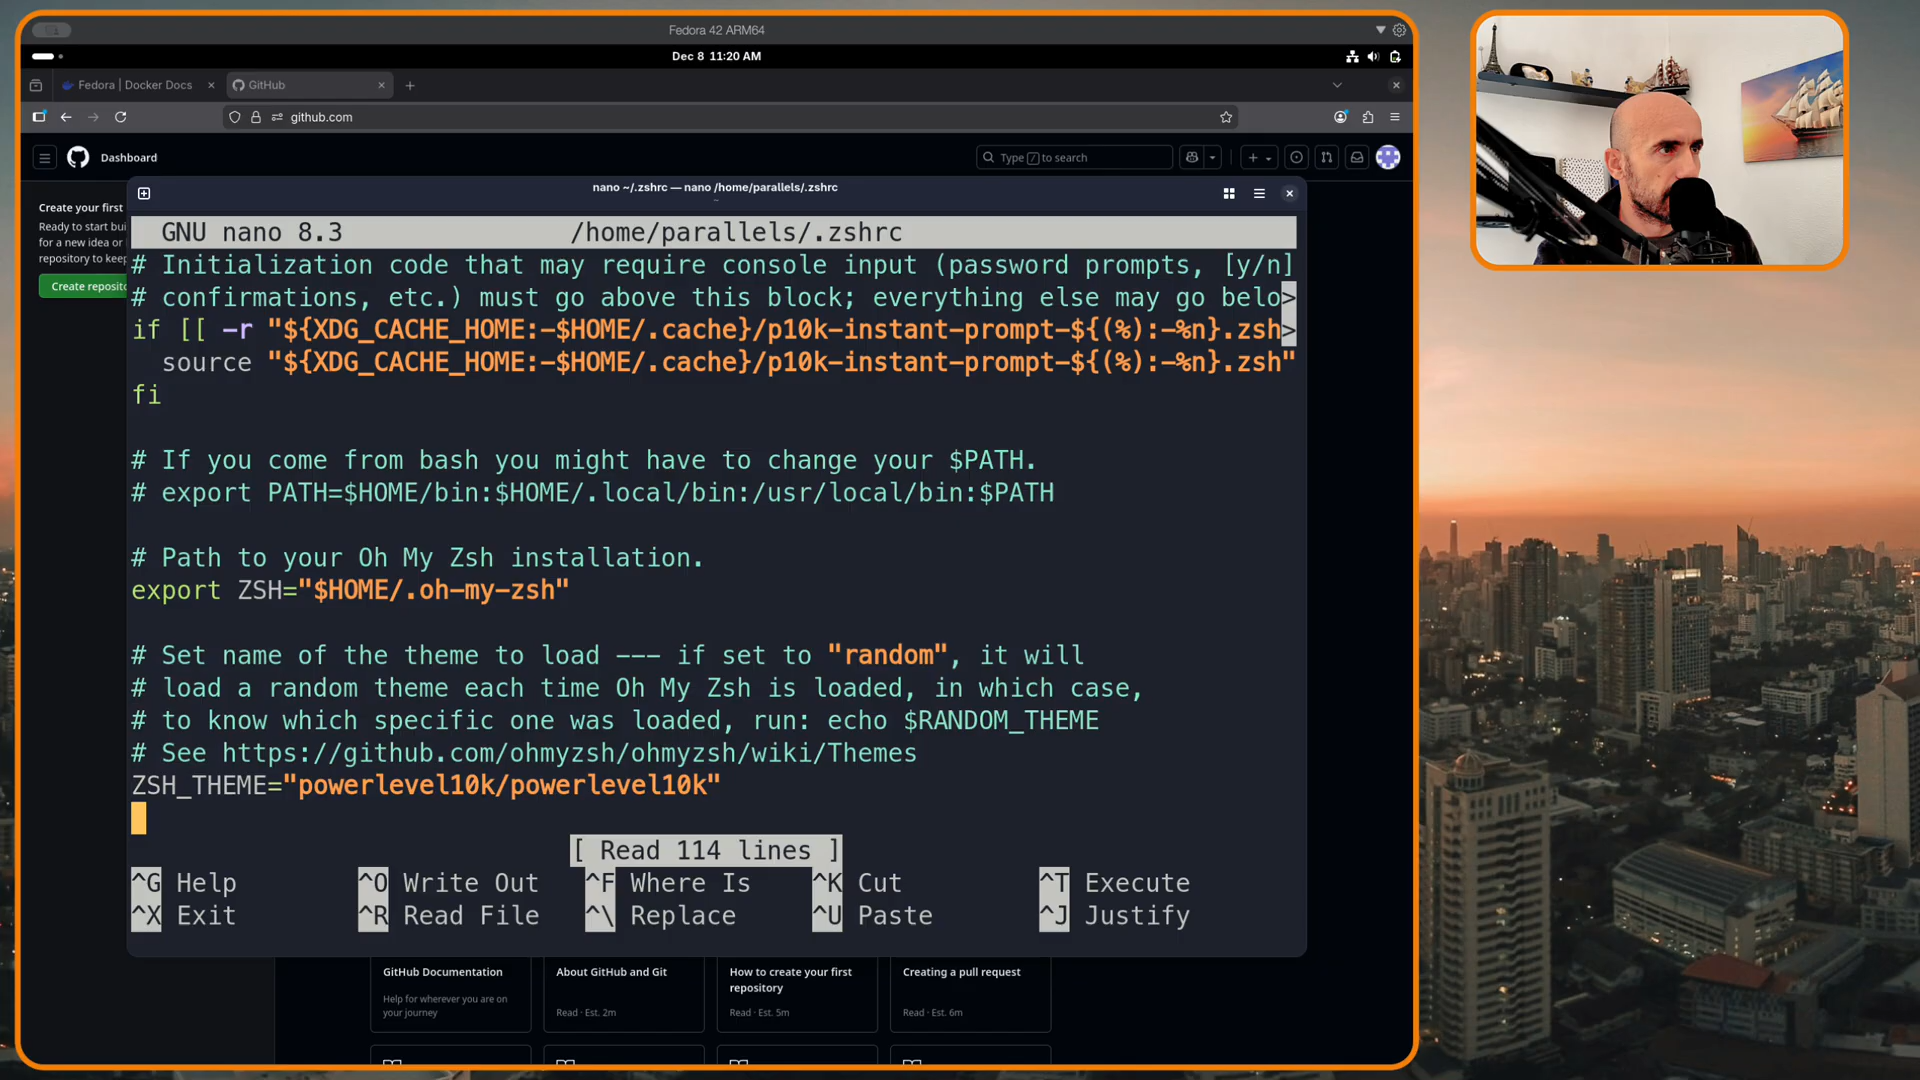 Fedora 42 ARM64
Dec 8 11:20 AM
Fedora | Docker Docs
GitHub
github.com
Dashboard
Type / to search
Create your first
Ready to start bui
for a new idea or
repository to keep
Create reposito
nano ~/.zshrc — nano /home/parallels/.zshrc
~
GNU nano 8.3 /home/parallels/.zshrc
# Initialization code that may require console input (password prompts, [y/n]
# confirmations, etc.) must go above this block; everything else may go belo>
if [[ -r "${XDG_CACHE_HOME:-$HOME/.cache}/p10k-instant-prompt-${(%):-%n}.zsh>
source "${XDG_CACHE_HOME:-$HOME/.cache}/p10k-instant-prompt-${(%):-%n}.zsh"
fi
# If you come from bash you might have to change your $PATH.
# export PATH=$HOME/bin:$HOME/.local/bin:/usr/local/bin:$PATH
# Path to your Oh My Zsh installation.
export ZSH="$HOME/.oh-my-zsh"
# Set name of the theme to load --- if set to "random", it will
# load a random theme each time Oh My Zsh is loaded, in which case,
# to know which specific one was loaded, run: echo $RANDOM_THEME
# See https://github.com/ohmyzsh/ohmyzsh/wiki/Themes
ZSH_THEME="powerlevel10k/powerlevel10k"
[ Read 114 lines ]
^G Help ^O Write Out ^F Where Is ^K Cut ^T Execute
^X Exit ^R Read File ^\ Replace ^U Paste ^J Justify
GitHub Documentation
Help for wherever you are on
your journey
About GitHub and Git
Read · Est. 2m
How to create your first
repository
Read · Est. 5m
Creating a pull request
Read · Est. 6m